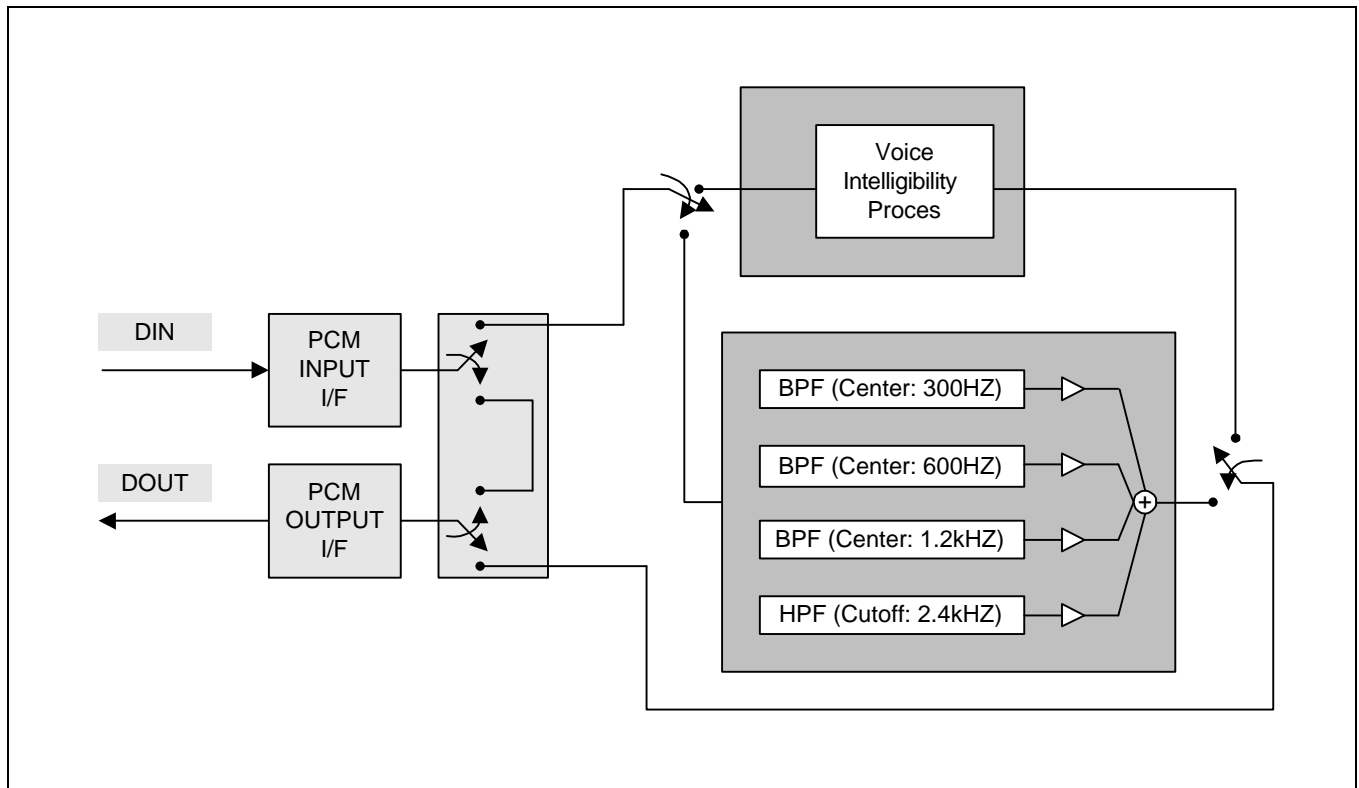 Voice
Intelligibility
Proces
DIN
PCM
INPUT
I/F
DOUT
PCM
OUTPUT
I/F
BPF (Center: 300HZ)
BPF (Center: 600HZ)
BPF (Center: 1.2kHZ)
HPF (Cutoff: 2.4kHZ)
+